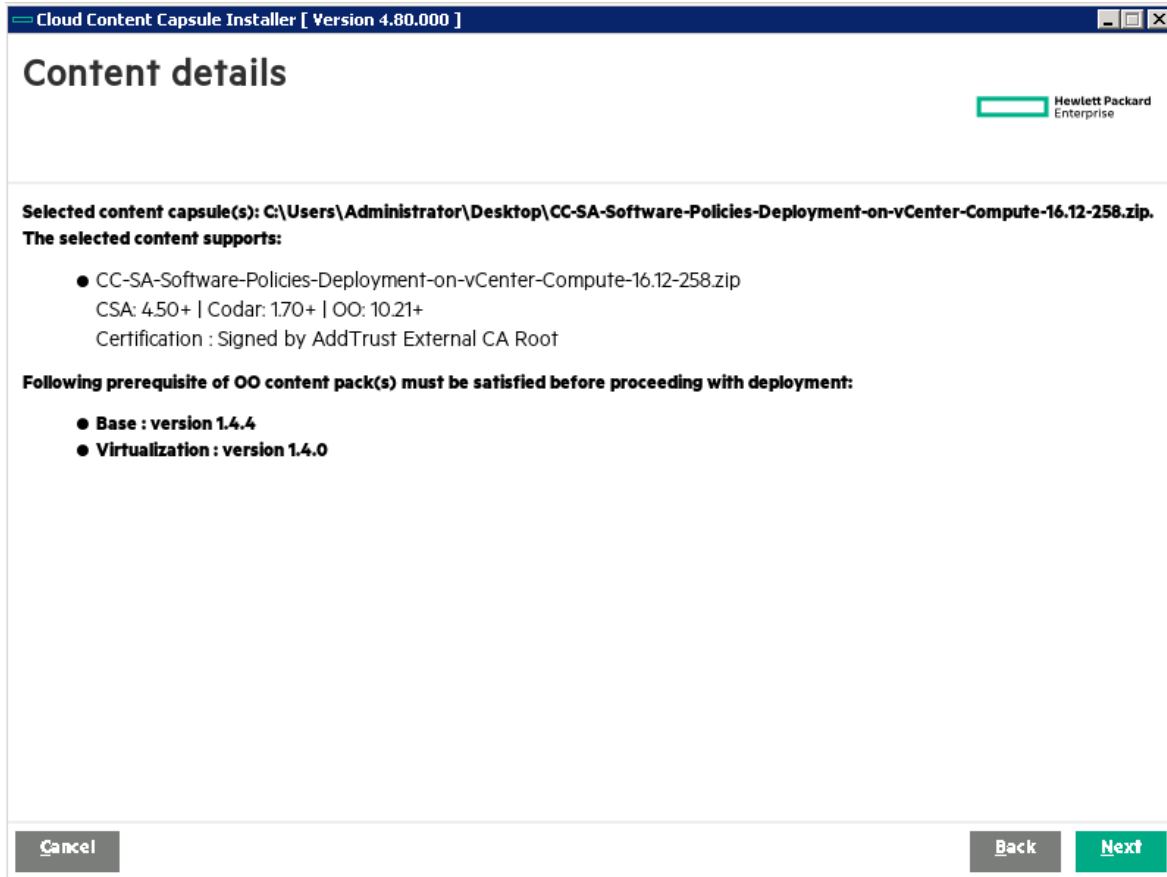 Cloud Content Capsule Installer [ Version 4.80.000 ]
Content details
Hewlett Packard
Enterprise
Selected content capsule(s): C:\Users\Administrator\Desktop\CC-SA-Software-Policies-Deployment-on-vCenter-Compute-16.12-258.zip.
The selected content supports:
● CC-SA-Software-Policies-Deployment-on-vCenter-Compute-16.12-258.zip
CSA: 4.50+ | Codar: 1.70+ | OO: 10.21+
Certification : Signed by AddTrust External CA Root
Following prerequisite of OO content pack(s) must be satisfied before proceeding with deployment:
● Base : version 1.4.4
● Virtualization : version 1.4.0
Cancel Back Next